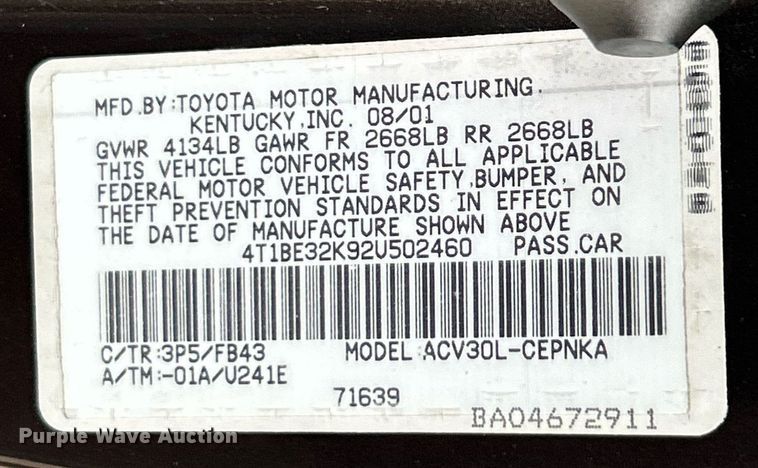 MFD.BY:TOYOTA MOTOR MANUFACTURING.
KENTUCKY,INC. 08/01
GVWR 4134LB GAWR FR 2668LB RR 2668LB
THIS VEHICLE CONFORMS TO ALL APPLICABLE
FEDERAL MOTOR VEHICLE SAFETY,BUMPER, AND
THEFT PREVENTION STANDARDS IN EFFECT ON
THE DATE OF MANUFACTURE SHOWN ABOVE
4T1BE32K92U502460 PASS.CAR
C/TR:3P5/FB43 MODEL:ACV30L-CEPNKA
A/TM:-01A/U241E
71639
BA04672911
Purple Wave Auction